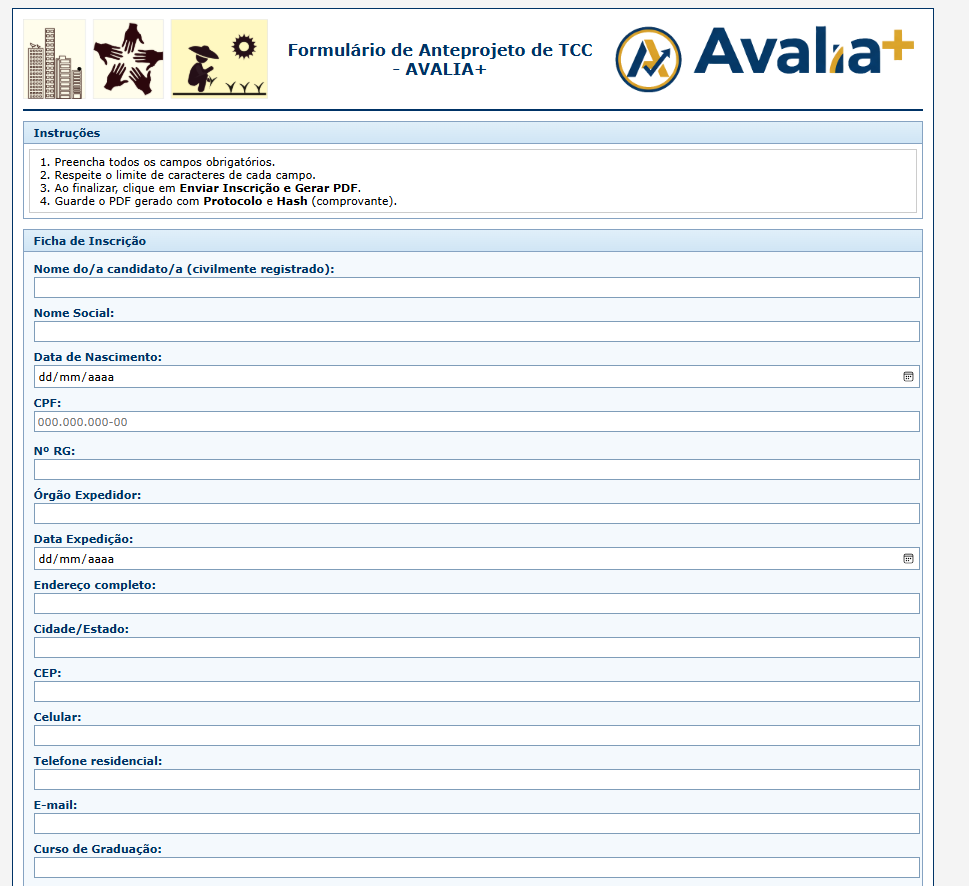 Formulário de Anteprojeto de TCC
- AVALIA+
Avalia+
Instruções
1. Preencha todos os campos obrigatórios.
2. Respeite o limite de caracteres de cada campo.
3. Ao finalizar, clique em Enviar Inscrição e Gerar PDF.
4. Guarde o PDF gerado com Protocolo e Hash (comprovante).
Ficha de Inscrição
Nome do/a candidato/a (civilmente registrado):
Nome Social:
Data de Nascimento:
dd/mm/aaaa
CPF:
000.000.000-00
Nº RG:
Órgão Expedidor:
Data Expedição:
dd/mm/aaaa
Endereço completo:
Cidade/Estado:
CEP:
Celular:
Telefone residencial:
E-mail:
Curso de Graduação: